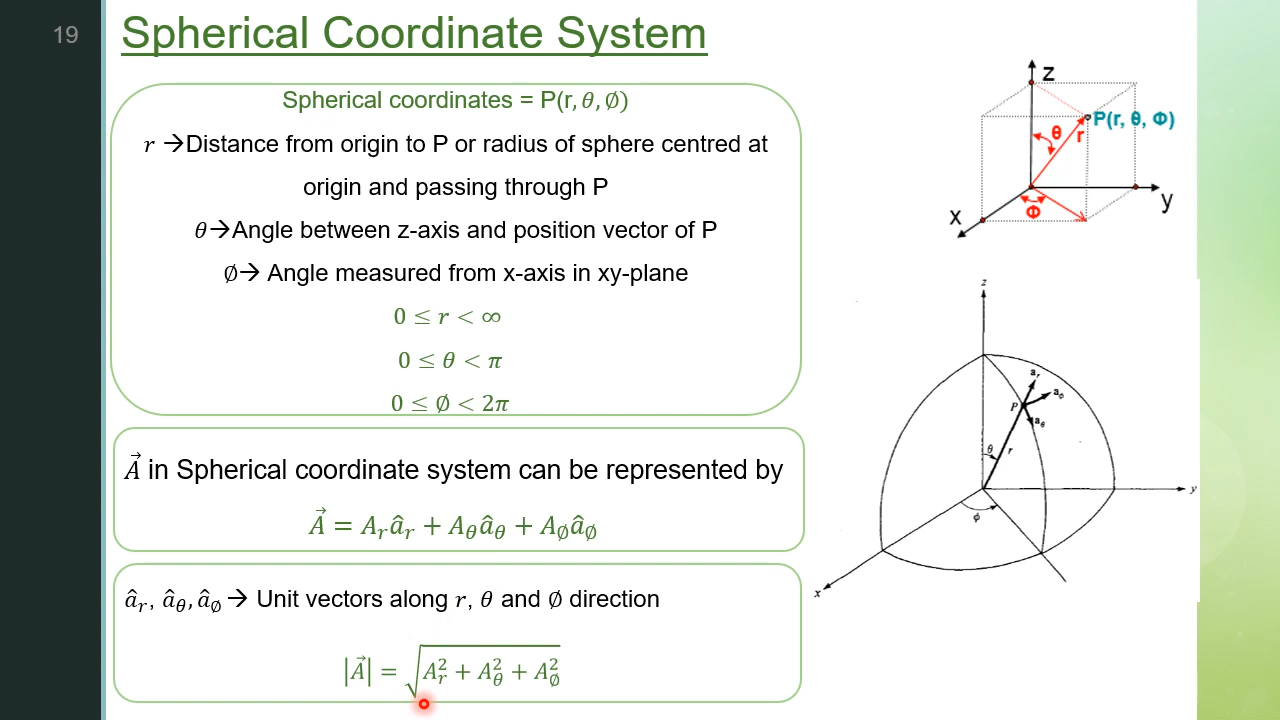 19
Spherical Coordinate System
Spherical coordinates = P(r, θ, ∅)
r →Distance from origin to P or radius of sphere centred at
origin and passing through P
θ→Angle between z-axis and position vector of P
∅→ Angle measured from x-axis in xy-plane
0 ≤ r < ∞
0 ≤ θ < π
0 ≤ ∅ < 2π
A⃗ in Spherical coordinate system can be represented by
A⃗ = A_r â_r + A_θ â_θ + A_∅ â_∅
â_r, â_θ, â_∅ → Unit vectors along r, θ and ∅ direction
|A⃗| = √(A_r² + A_θ² + A_∅²)
z
P(r, θ, Φ)
θ
r
y
x
Φ
z
a_r
a_ϕ
P
a_θ
θ
r
y
ϕ
x